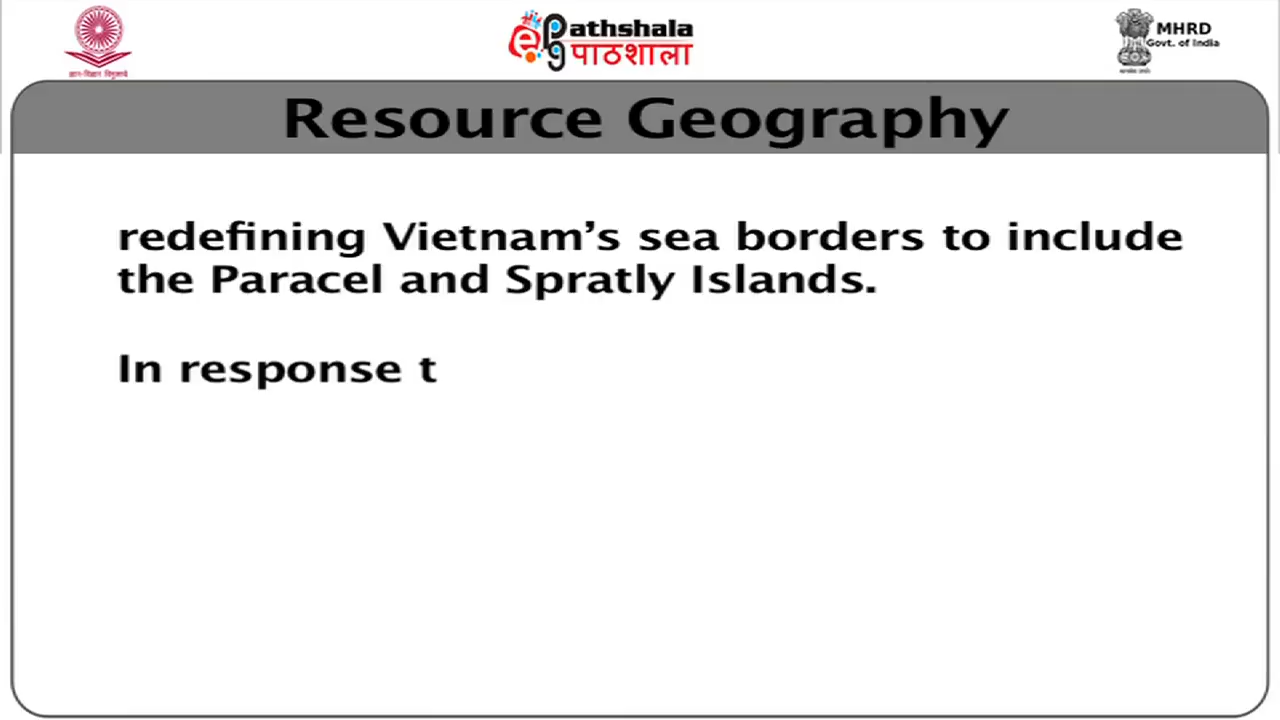 ज्ञान-विज्ञान विमुक्तये
Pathshala
पाठशाला
MHRD
Govt. of India
Resource Geography
redefining Vietnam’s sea borders to include
the Paracel and Spratly Islands.
In response t